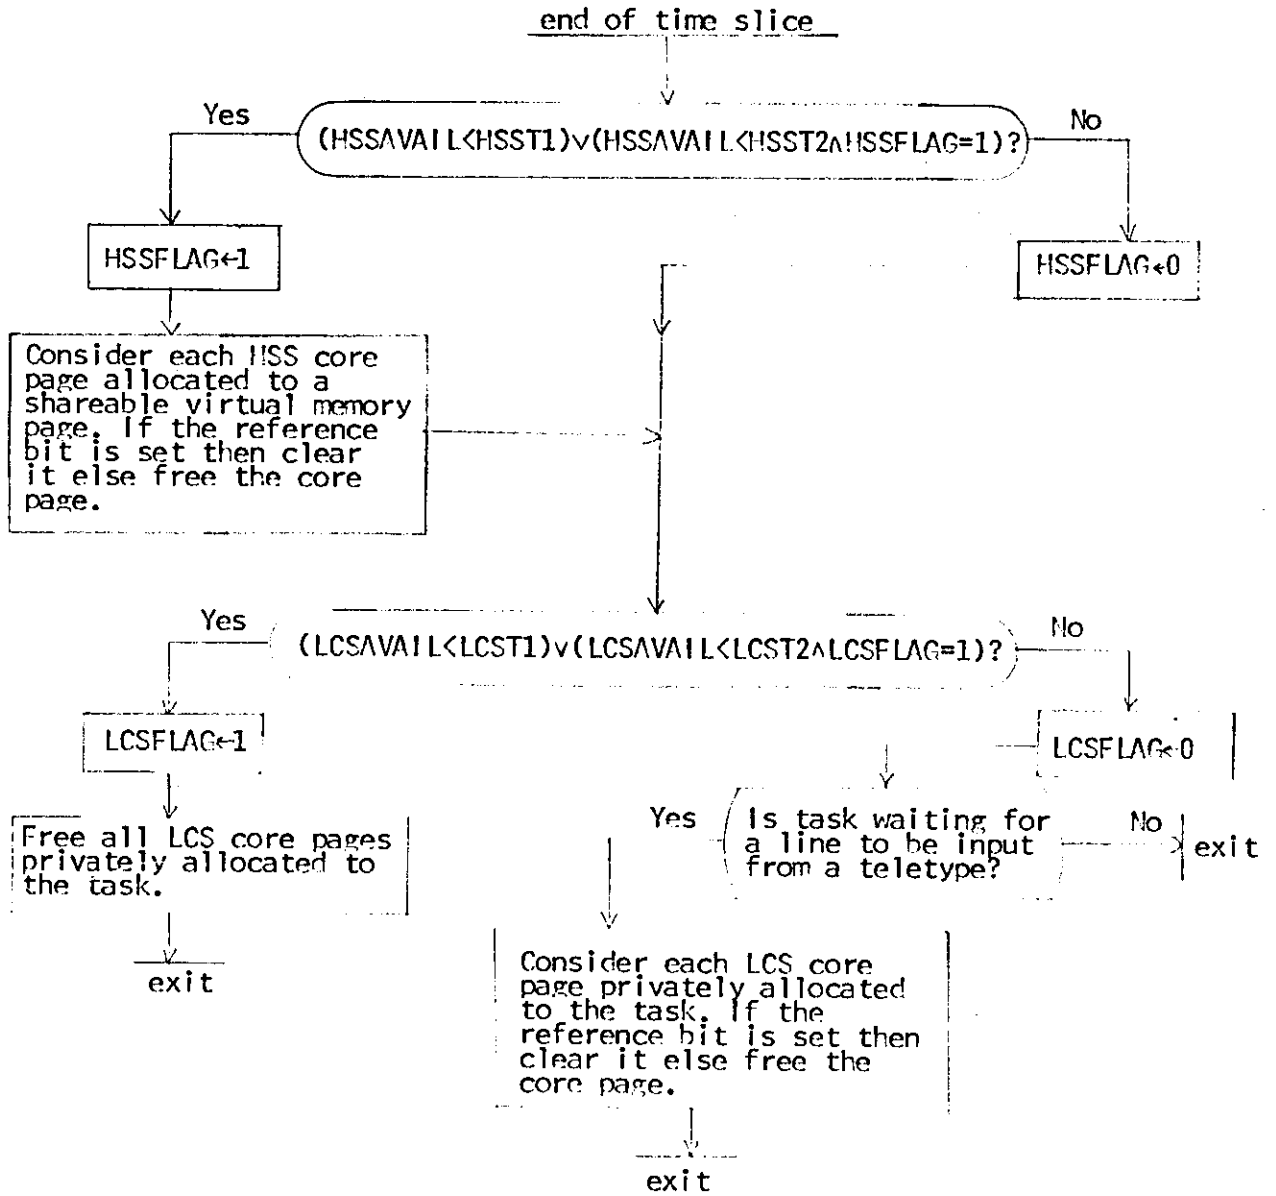 end of time slice
Yes
(HSSAVAIL<HSST1)∨(HSSAVAIL<HSST2∧HSSFLAG=1)?
No
HSSFLAG←1
HSSFLAG←0
Consider each HSS core
page allocated to a
shareable virtual memory
page. If the reference
bit is set then clear
it else free the core
page.
Yes
(LCSAVAIL<LCST1)∨(LCSAVAIL<LCST2∧LCSFLAG=1)?
No
LCSFLAG←1
LCSFLAG←0
Free all LCS core pages
privately allocated to
the task.
exit
Yes
Is task waiting for
a line to be input
from a teletype?
No
exit
Consider each LCS core
page privately allocated
to the task. If the
reference bit is set then
clear it else free the
core page.
exit